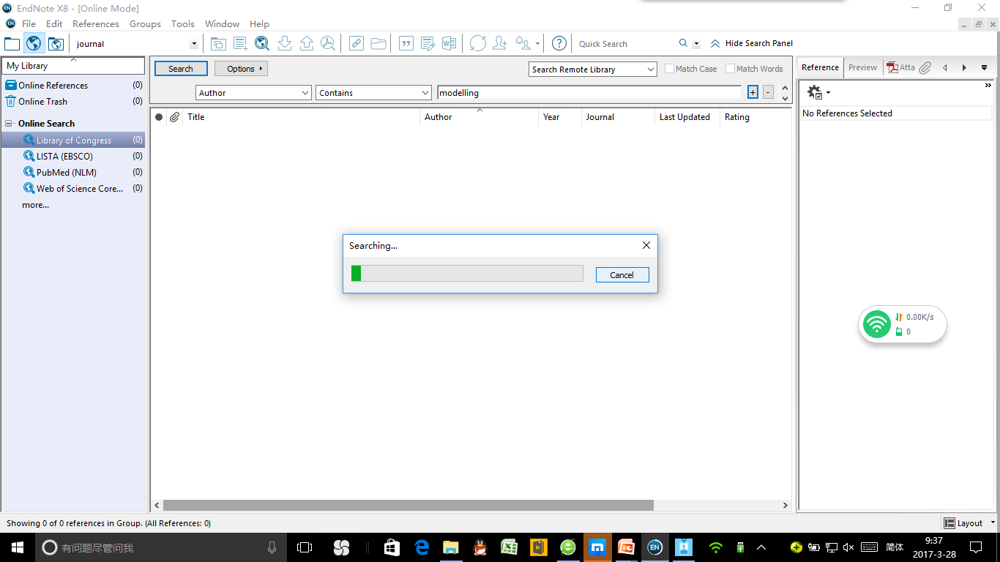 EndNote X8 - [Online Mode]
File Edit References Groups Tools Window Help
journal
Quick Search
Hide Search Panel
My Library
Online References (0)
Online Trash (0)
Online Search
Library of Congress (0)
LISTA (EBSCO) (0)
PubMed (NLM) (0)
Web of Science Core... (0)
more...
Search Options Search Remote Library Match Case Match Words
Author Contains modelling + -
Title Author Year Journal Last Updated Rating
Searching...
Cancel
Reference Preview Atta
No References Selected
0.00K/s
0
Showing 0 of 0 references in Group. (All References: 0)
Layout
有问题尽管问我
简体
9:37
2017-3-28